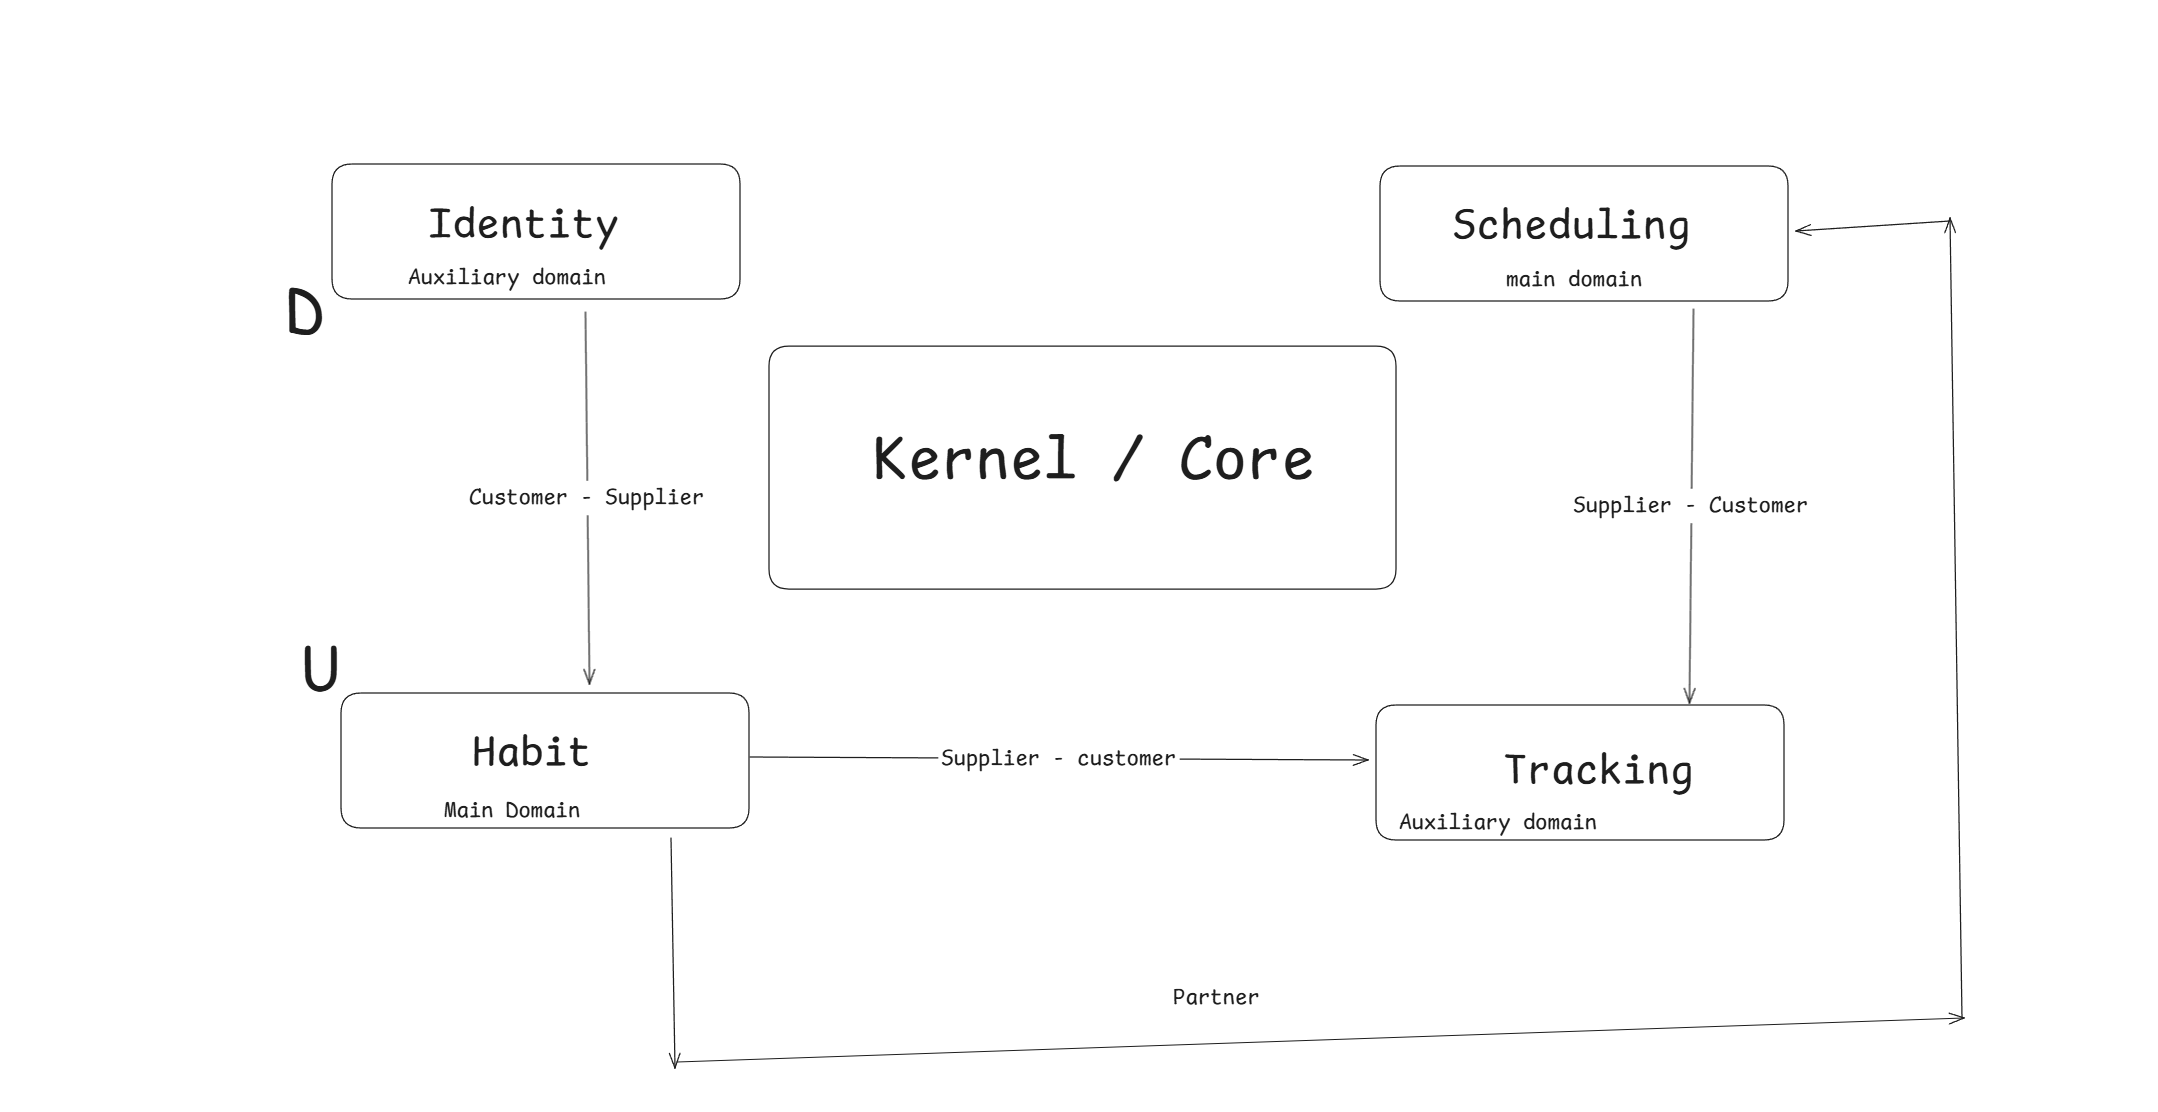 Identity
Auxiliary domain
D
Scheduling
main domain
Kernel / Core
Customer - Supplier
Supplier - Customer
U
Habit
Main Domain
Supplier - customer
Tracking
Auxiliary domain
Partner